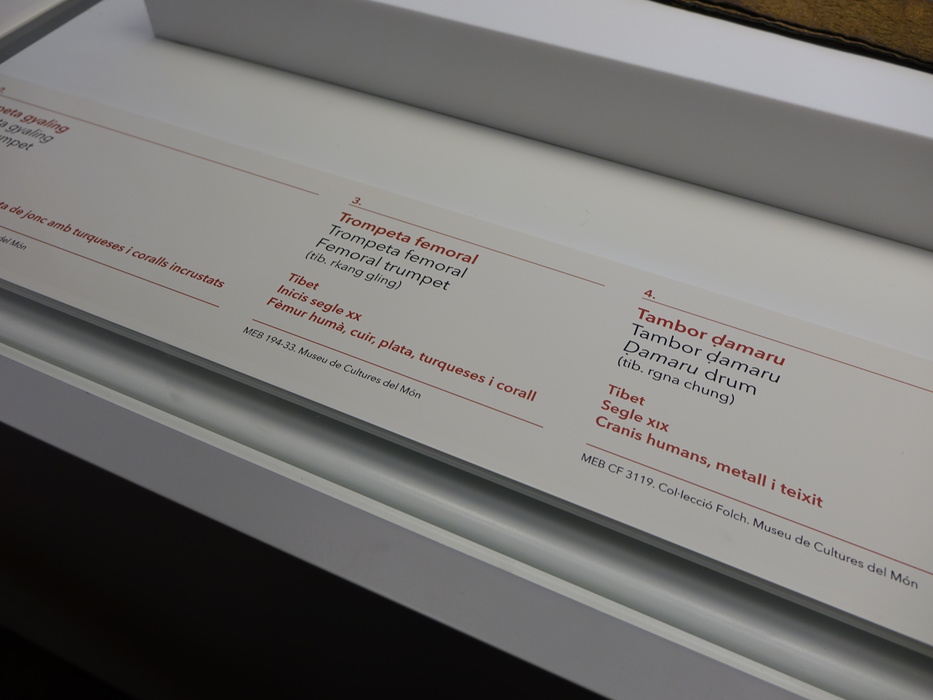 gyaling
gyaling
de jonc amb turqueses i coralls incrustats
del Món
3.
Trompeta femoral
Trompeta femoral
Femoral trumpet
(tib. rkang gling)
Tibet
Inicis segle XX
Fèmur humà, cuir, plata, turqueses i corall
MEB 194-33. Museu de Cultures del Món
4.
Tambor ḍamaru
Tambor ḍamaru
Ḍamaru drum
(tib. rgna chung)
Tibet
Segle XIX
Cranis humans, metall i teixit
MEB CF 3119. Col·lecció Folch. Museu de Cultures del Món